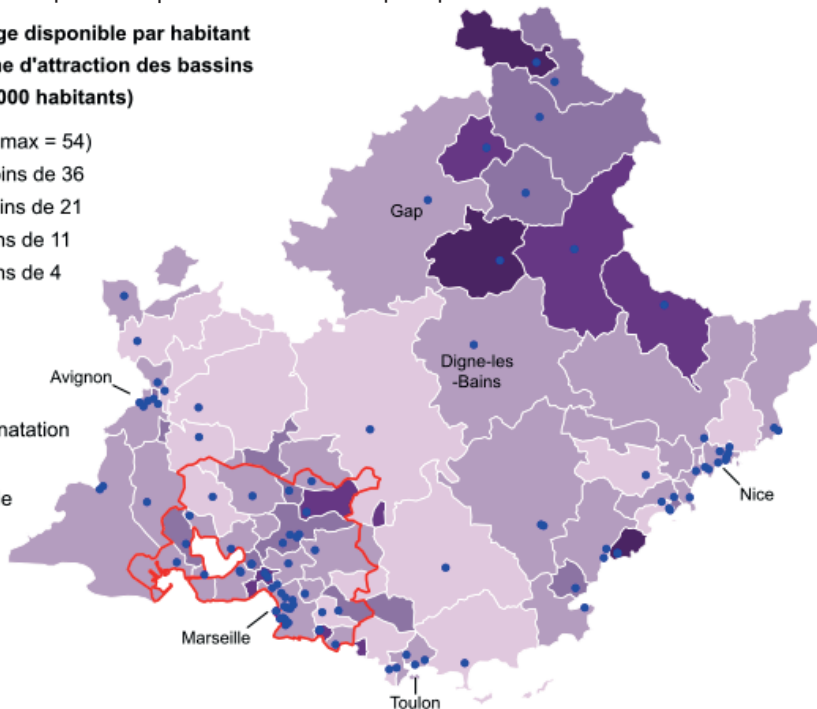 ge disponible par habitant
e d'attraction des bassins
000 habitants)
max = 54)
ins de 36
ins de 21
ns de 11
ns de 4
Gap
Digne-les
-Bains
Avignon
natation
e
Nice
Marseille
Toulon